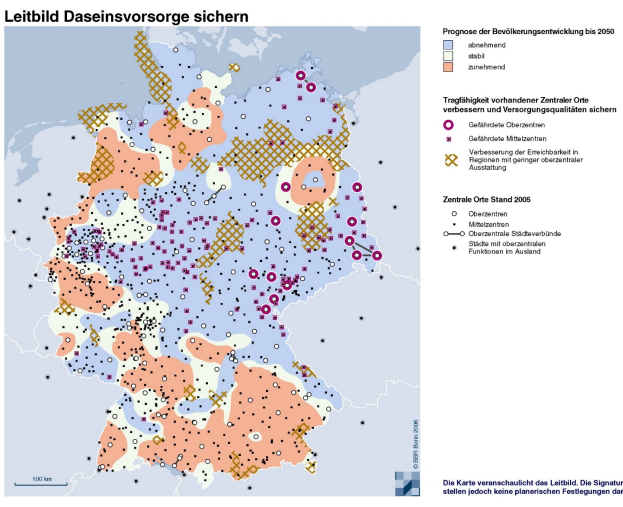 Leitbild Daseinsvorsorge sichern
Prognose der Bevölkerungsentwicklung bis 2050
abnehmend
stabil
zunehmend
Tragfähigkeit vorhandener Zentraler Orte
verbessern und Versorgungsqualitäten sichern
Gefährdete Oberzentren
Gefährdete Mittelzentren
Verbesserung der Erreichbarkeit in
Regionen mit geringer oberzentraler
Ausstattung
Zentrale Orte Stand 2005
Oberzentren
Mittelzentren
Oberzentrale Städteverbünde
Städte mit oberzentralen
Funktionen im Ausland
© BBR Bonn 2006
100 km
Die Karte veranschaulicht das Leitbild. Die Signatur
stellen jedoch keine planerischen Festlegungen dar